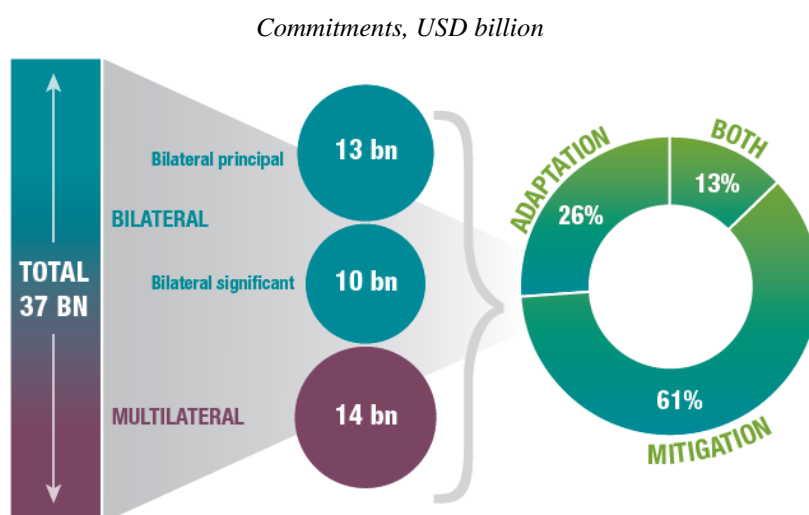 Commitments, USD billion
TOTAL
37 BN
BILATERAL
Bilateral principal
13 bn
Bilateral significant
10 bn
MULTILATERAL
14 bn
ADAPTATION
26%
BOTH
13%
61%
MITIGATION